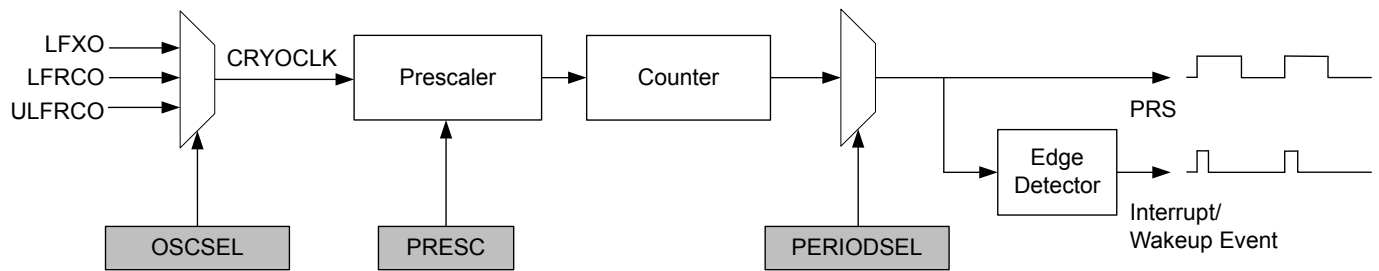 LFXO
LFRCO
ULFRCO
CRYOCLK
Prescaler
Counter
PRS
Edge
Detector
Interrupt/
Wakeup Event
OSCSEL
PRESC
PERIODSEL